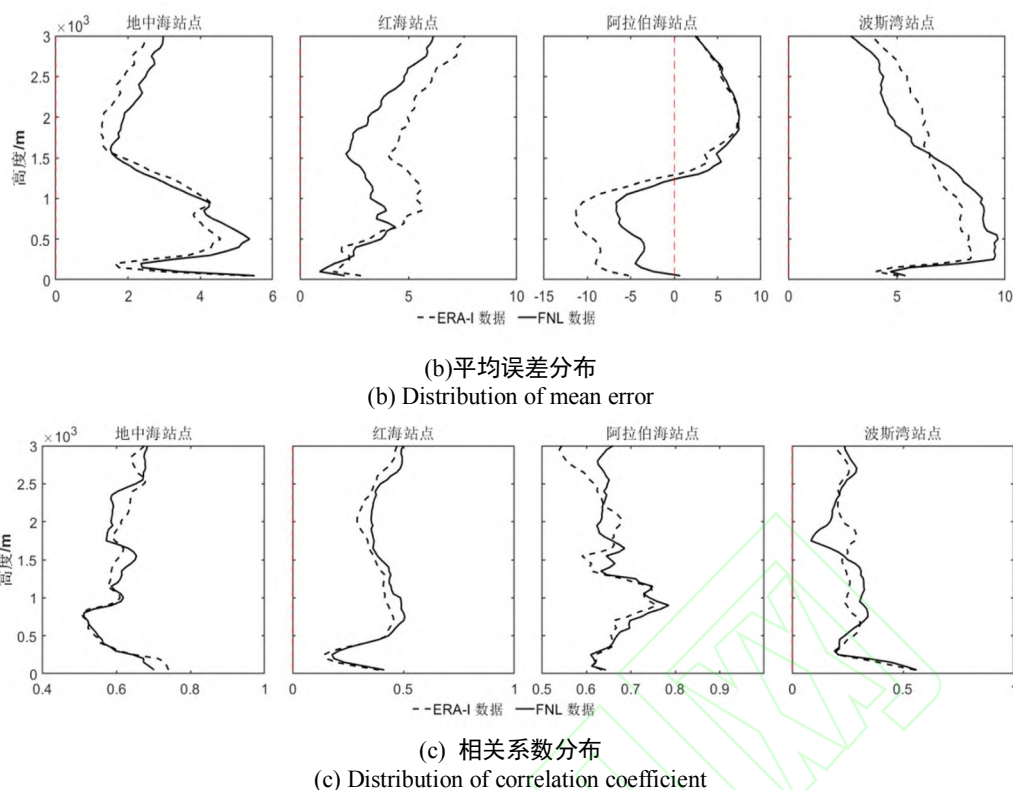 地中海站点 红海站点 阿拉伯海站点 波斯湾站点
×10³
3
2.5
2
1.5
1
0.5
0
高度/m
0 2 4 6 0 5 10 -15 -10 -5 0 5 10 0 5 10
ERA-I 数据 FNL 数据
(b)平均误差分布
(b) Distribution of mean error
地中海站点 红海站点 阿拉伯海站点 波斯湾站点
×10³
3
2.5
2
1.5
1
0.5
0
高度/m
0.4 0.6 0.8 1 0 0.5 1 0.5 0.6 0.7 0.8 0.9 0 0.5 1
ERA-I 数据 FNL 数据
(c) 相关系数分布
(c) Distribution of correlation coefficient